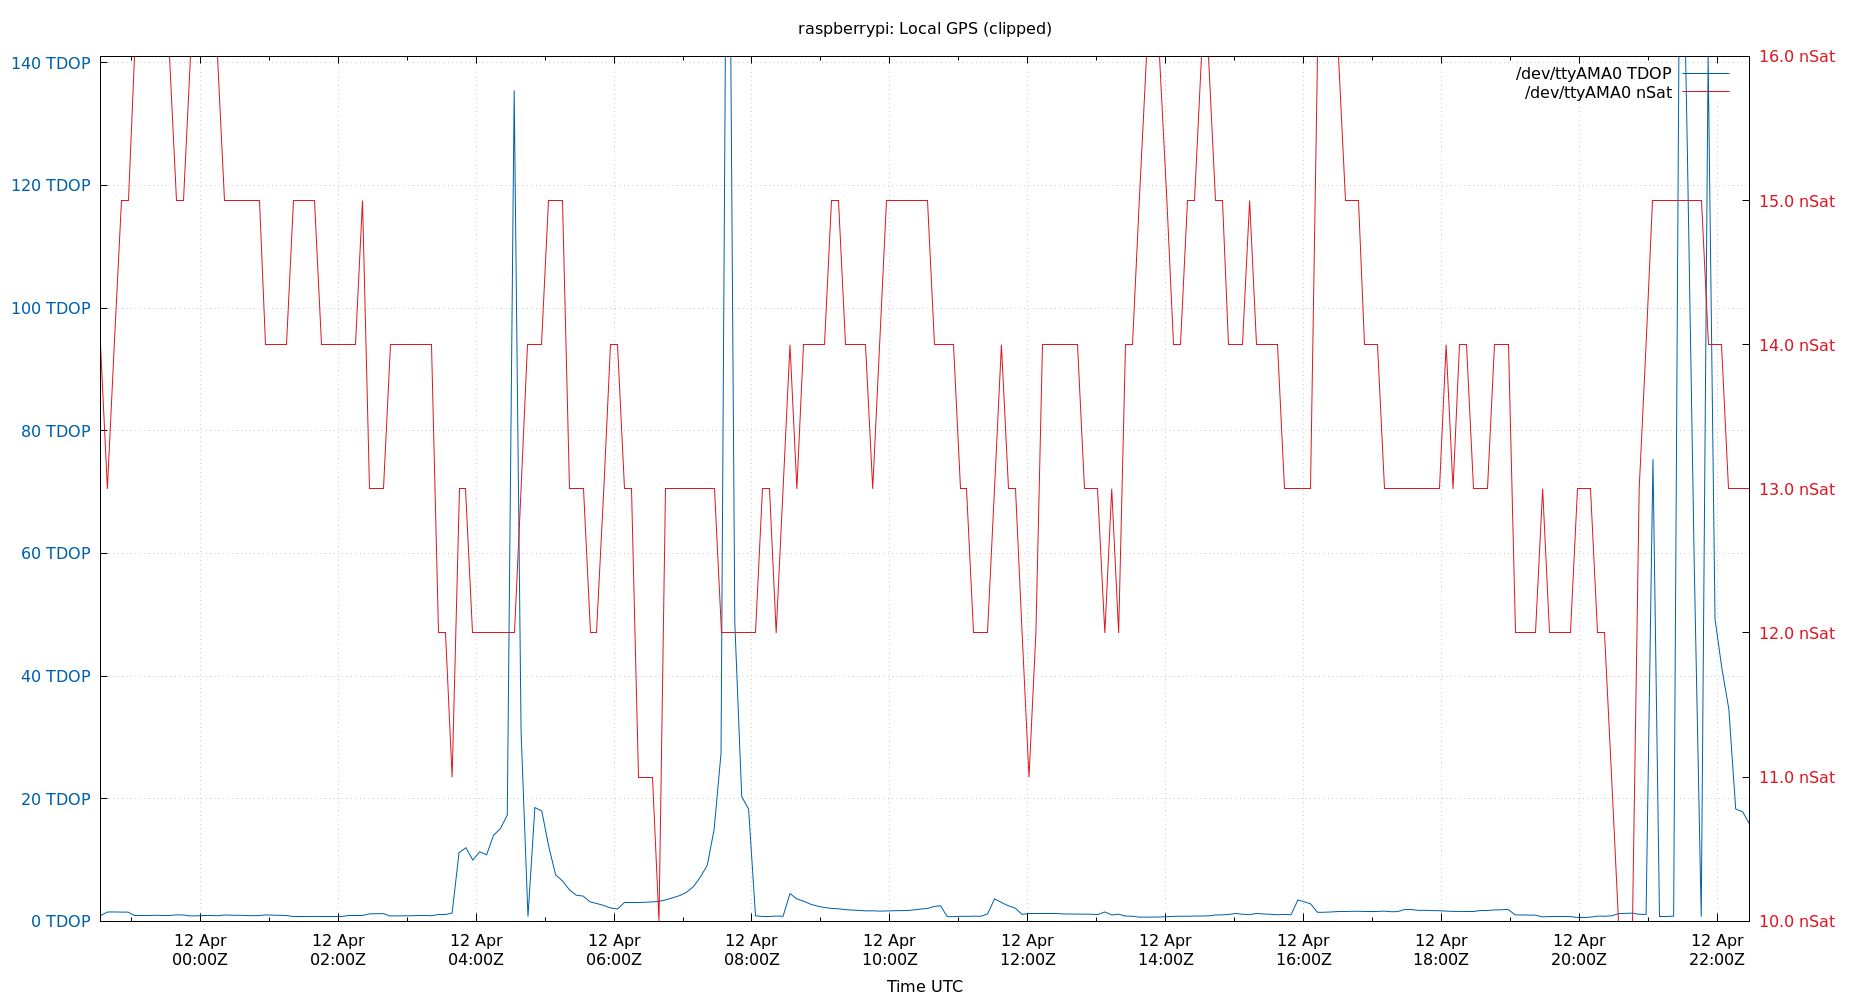 raspberrypi: Local GPS (clipped)
140 TDOP
120 TDOP
100 TDOP
80 TDOP
60 TDOP
40 TDOP
20 TDOP
0 TDOP
16.0 nSat
15.0 nSat
14.0 nSat
13.0 nSat
12.0 nSat
11.0 nSat
10.0 nSat
/dev/ttyAMA0 TDOP
/dev/ttyAMA0 nSat
12 Apr 12 Apr 12 Apr 12 Apr 12 Apr 12 Apr 12 Apr 12 Apr 12 Apr 12 Apr 12 Apr 12 Apr
00:00Z 02:00Z 04:00Z 06:00Z 08:00Z 10:00Z 12:00Z 14:00Z 16:00Z 18:00Z 20:00Z 22:00Z
Time UTC